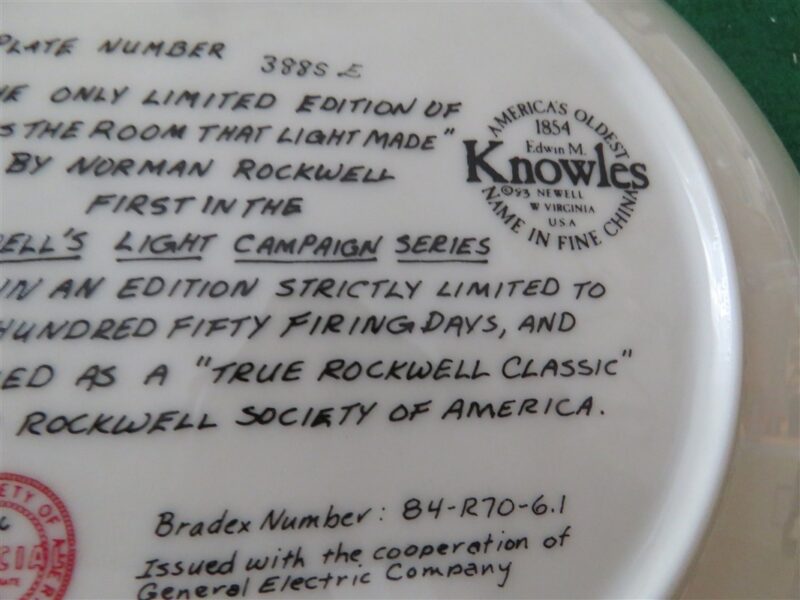 PLATE NUMBER 3885 E
ONLY LIMITED EDITION OF
THE ROOM THAT LIGHT MADE"
BY NORMAN ROCKWELL
FIRST IN THE
LIGHT CAMPAIGN SERIES
IN AN EDITION STRICTLY LIMITED TO
HUNDRED FIFTY FIRING DAYS, AND
AS A "TRUE ROCKWELL CLASSIC"
ROCKWELL SOCIETY OF AMERICA.
AMERICA'S OLDEST
1854
Edwin M.
Knowles
©93 NEWELL
W VIRGINIA
U.S.A
NAME IN FINE CHINA
Bradex Number: 84-R70-6.1
Issued with the cooperation of
General Electric Company